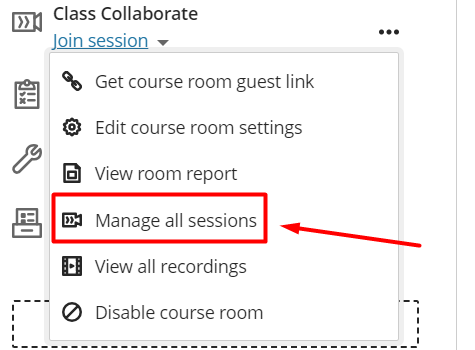 Class Collaborate
Join session
Get course room guest link
Edit course room settings
View room report
Manage all sessions
View all recordings
Disable course room